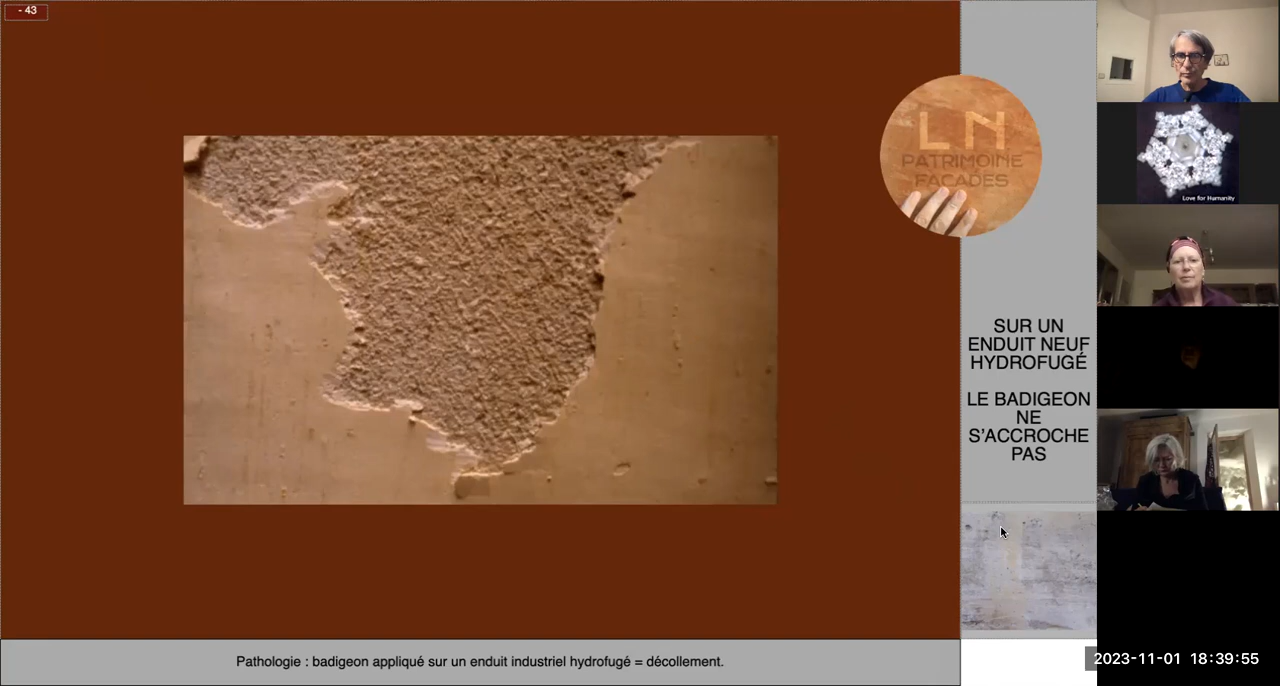 - 43
LN
PATRIMOINE
FAÇADES
Love for Humanity
SUR UN
ENDUIT NEUF
HYDROFUGÉ
LE BADIGEON
NE
S'ACCROCHE
PAS
Pathologie : badigeon appliqué sur un enduit industriel hydrofugé = décollement.
2023-11-01 18:39:55